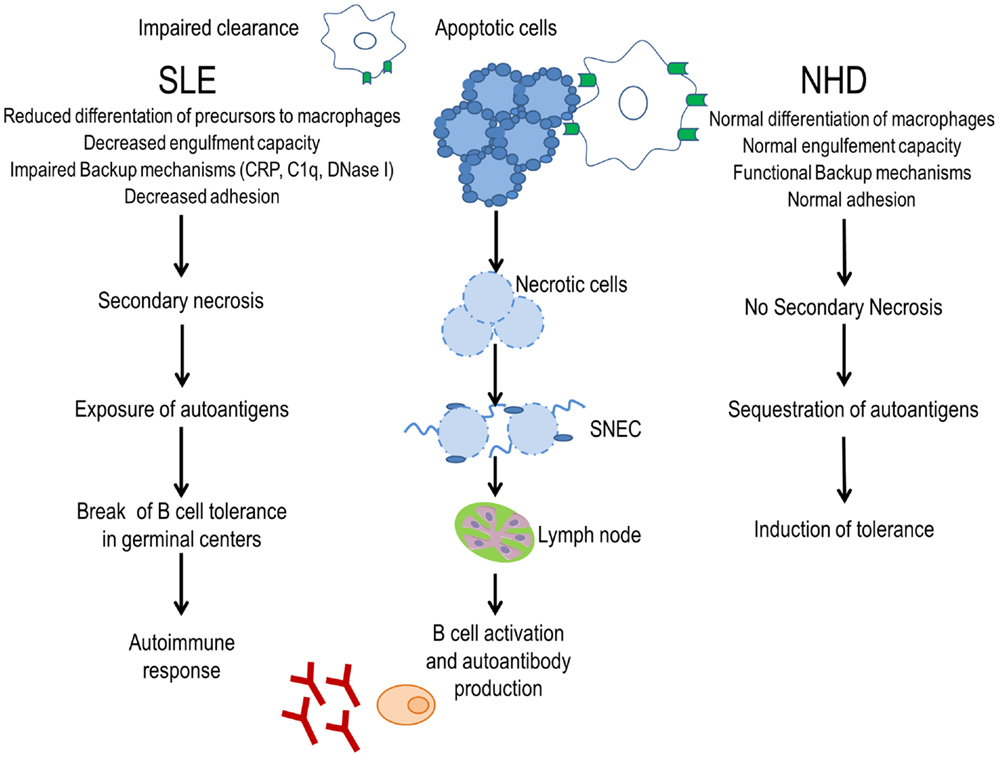 Impaired clearance
Apoptotic cells
SLE
Reduced differentiation of precursors to macrophages
Decreased engulfment capacity
Impaired Backup mechanisms (CRP, C1q, DNase I)
Decreased adhesion
Secondary necrosis
Exposure of autoantigens
Break of B cell tolerance
in germinal centers
Autoimmune
response
Necrotic cells
SNEC
Lymph node
B cell activation
and autoantibody
production
NHD
Normal differentiation of macrophages
Normal engulfement capacity
Functional Backup mechanisms
Normal adhesion
No Secondary Necrosis
Sequestration of autoantigens
Induction of tolerance